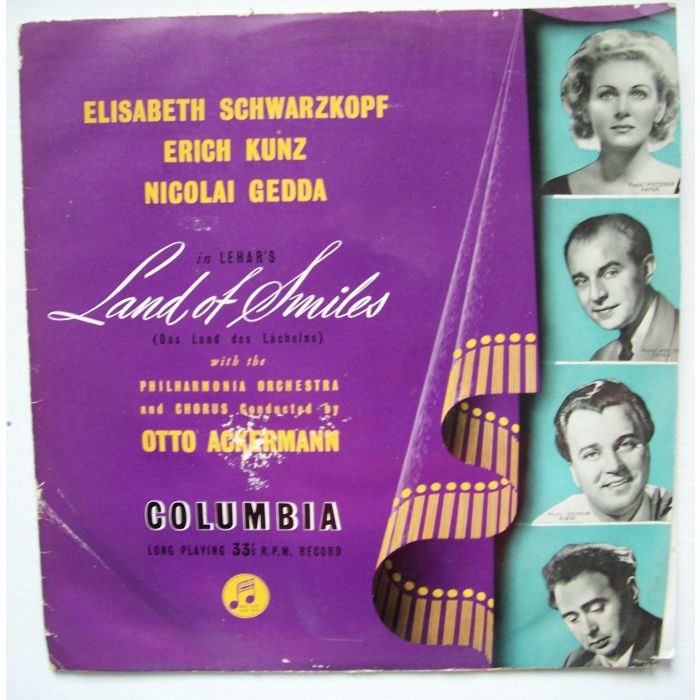 ELISABETH SCHWARZKOPF
ERICH KUNZ
NICOLAI GEDDA
in LEHAR'S
Land of Smiles
(Das Land des Lächelns)
with the
PHILHARMONIA ORCHESTRA
and CHORUS Conducted by
OTTO ACKERMANN
COLUMBIA
LONG PLAYING 33⅓ R.P.M. RECORD